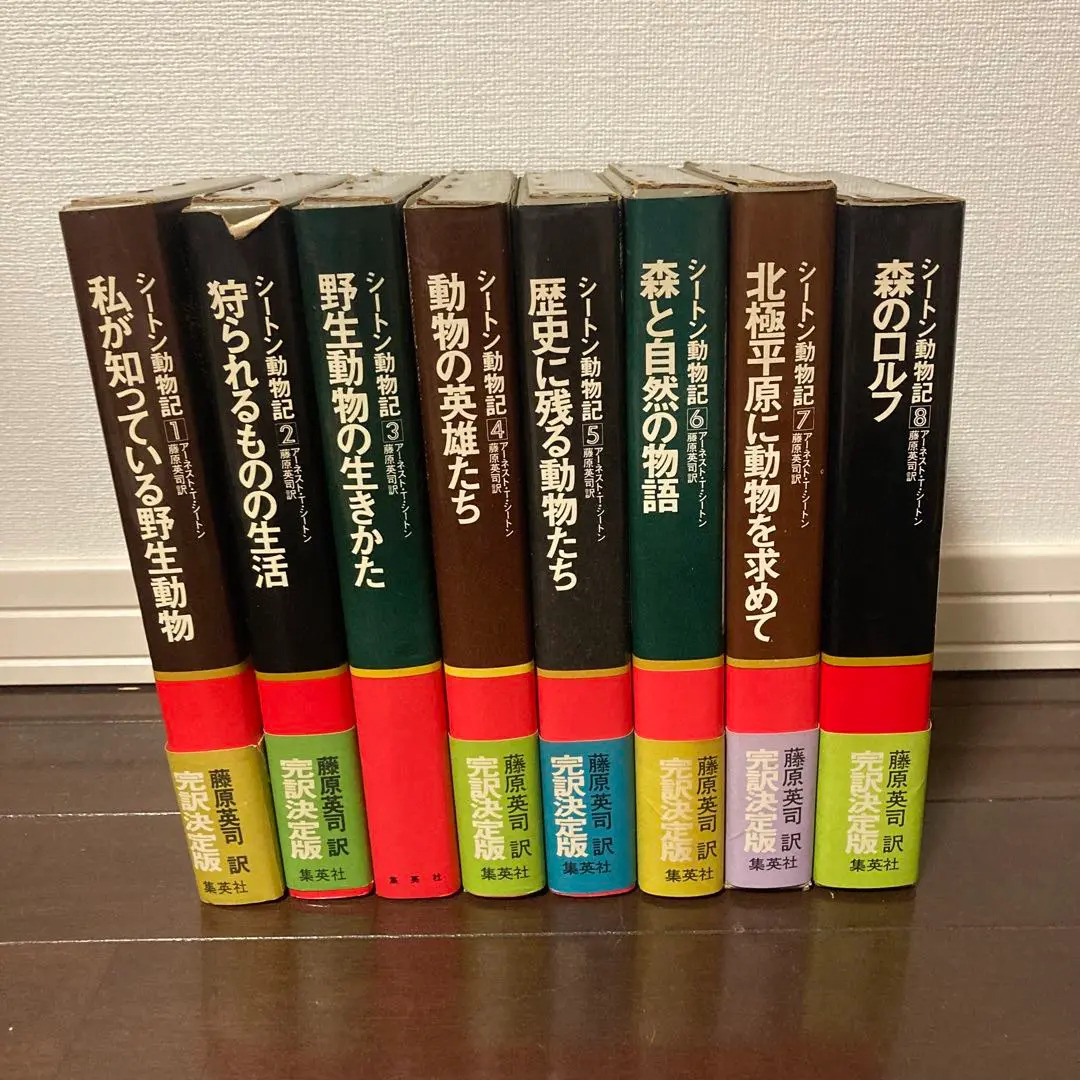 シートン動物記 1
アーネスト・T・シートン
藤原英司訳
私が知っている野生動物
藤原英司 訳
完訳決定版
集英社
シートン動物記 2
アーネスト・T・シートン
藤原英司訳
狩られるものの生活
藤原英司 訳
完訳決定版
集英社
シートン動物記 3
アーネスト・T・シートン
藤原英司訳
野生動物の生きかた
集英社
シートン動物記 4
アーネスト・T・シートン
藤原英司訳
動物の英雄たち
藤原英司 訳
完訳決定版
集英社
シートン動物記 5
アーネスト・T・シートン
藤原英司訳
歴史に残る動物たち
藤原英司 訳
完訳決定版
集英社
シートン動物記 6
アーネスト・T・シートン
藤原英司訳
森と自然の物語
藤原英司 訳
完訳決定版
集英社
シートン動物記 7
アーネスト・T・シートン
藤原英司訳
北極平原に動物を求めて
藤原英司 訳
完訳決定版
集英社
シートン動物記 8
アーネスト・T・シートン
藤原英司訳
森のロルフ
藤原英司 訳
完訳決定版
集英社